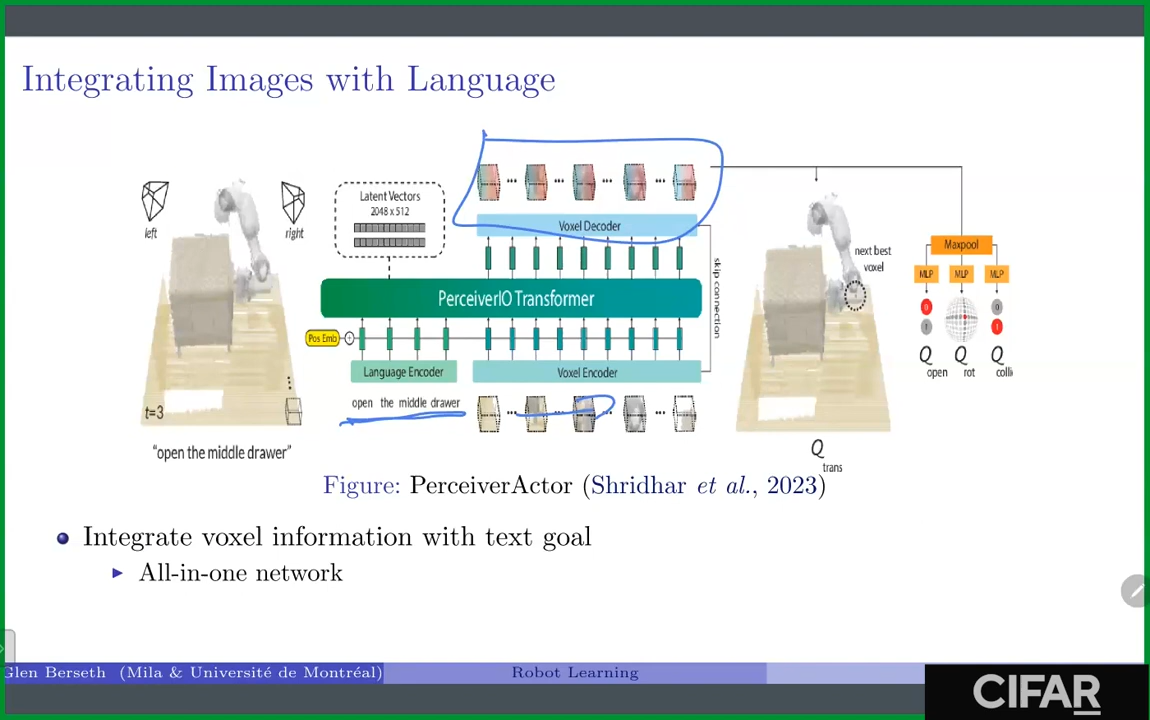 Integrating Images with Language
left
right
t=3
"open the middle drawer"
Latent Vectors
2048 x 512
Voxel Decoder
PerceiverIO Transformer
skip connection
Pos Emb
+
Language Encoder
Voxel Encoder
open the middle drawer
next best
voxel
Q
trans
Maxpool
MLP MLP MLP
0 0
1 1
Q Q Q
open rot colli
Figure: PerceiverActor (Shridhar et al., 2023)
Integrate voxel information with text goal
All-in-one network
Glen Berseth (Mila & Université de Montréal)
Robot Learning
CIFAR